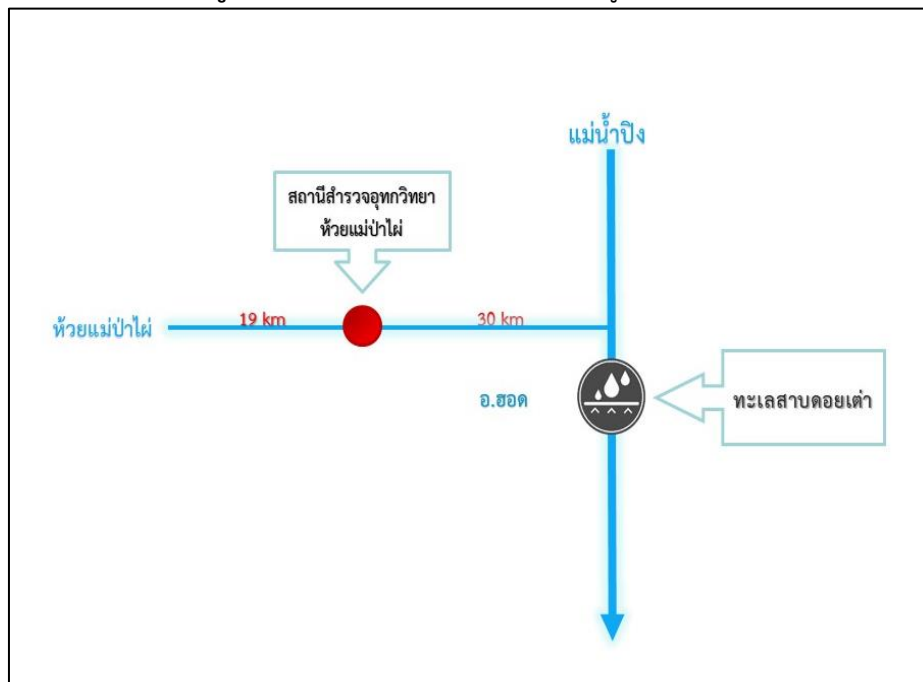 แม่น้ำปิง
สถานีสำรวจอุทกวิทยา
ห้วยแม่ป่าไผ่
ห้วยแม่ป่าไผ่
19 km
30 km
อ.ฮอด
ทะเลสาบดอยเต่า